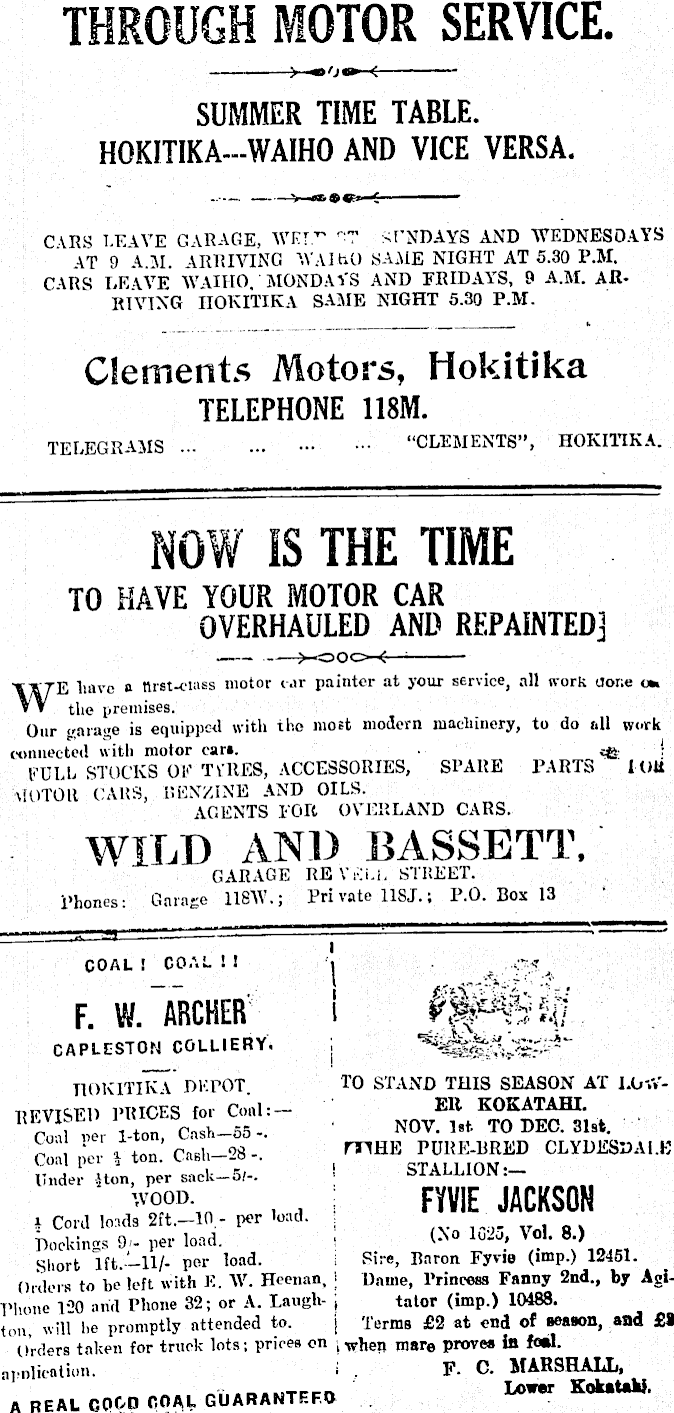 THROUGH MOTOR SERVICE.
SUMMER TIME TABLE.
HOKITIKA---WAIHO AND VICE VERSA.
CARS LEAVE GARAGE, SUNDAYS AND WEDNESDAYS
AT 9 A.M. ARRIVING WAIHO SAME NIGHT AT 5.30 P.M.
CARS LEAVE WAIHO, MONDAYS AND FRIDAYS, 9 A.M. AR-
RIVING HOKITIKA SAME NIGHT 5.30 P.M.
Clements Motors, Hokitika
TELEPHONE 118M.
TELEGRAMS ... ... ... ... "CLEMENTS", HOKITIKA.
NOW IS THE TIME
TO HAVE YOUR MOTOR CAR
OVERHAULED AND REPAINTED
WE have a first-class motor car painter at your service, all work done on
the premises.
Our garage is equipped with the most modern machinery, to do all work
connected with motor cars.
FULL STOCKS OF TYRES, ACCESSORIES, SPARE PARTS FOR
MOTOR CARS, BENZINE AND OILS.
AGENTS FOR OVERLAND CARS.
WILD AND BASSETT,
GARAGE REVELL STREET.
Phones: Garage 118W.; Private 118J.; P.O. Box 13
COAL! COAL!!
F. W. ARCHER
CAPLESTON COLLIERY.
HOKITIKA DEPOT.
REVISED PRICES for Coal:—
Coal per 1-ton, Cash—55-.
Coal per ½ ton. Cash—28-.
Under ½ton, per sack—5/-.
WOOD.
Cord loads 2ft.—10- per load.
Dockings 9/- per load.
Short 1ft.—11/- per load.
Orders to be left with E. W. Heenan,
Phone 120 and Phone 32; or A. Laugh-
ton, will be promptly attended to.
Orders taken for truck lots; prices on
application.
A REAL GOOD COAL GUARANTEED
TO STAND THIS SEASON AT LOW-
ER KOKATAHI.
NOV. 1st. TO DEC. 31st.
THE PURE-BRED CLYDESDALE
STALLION:—
FYVIE JACKSON
(No 1625, Vol. 8.)
Sire, Baron Fyvie (imp.) 12451.
Dame, Princess Fanny 2nd., by Agi-
tator (imp.) 10488.
Terms £2 at end of season, and
when mare proves in foal.
F. C. MARSHALL,
Lower Kokatahi.